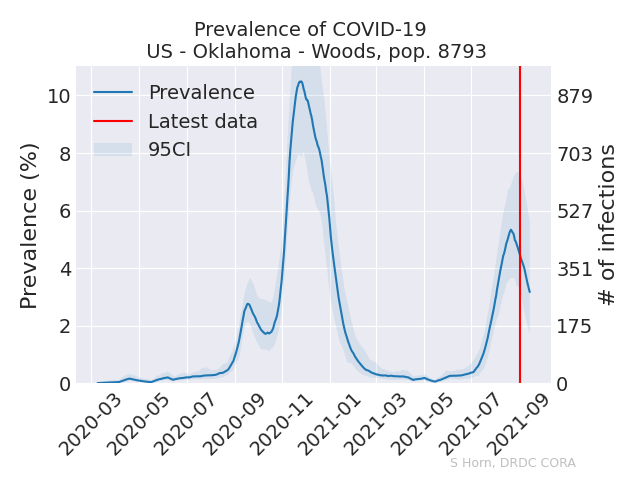 Prevalence of COVID-19
US - Oklahoma - Woods, pop. 8793
Prevalence
Latest data
95CI
Prevalence (%)
10
8
6
4
2
0
# of infections
879
703
527
351
175
0
2020-03
2020-05
2020-07
2020-09
2020-11
2021-01
2021-03
2021-05
2021-07
2021-09
S Horn, DRDC CORA